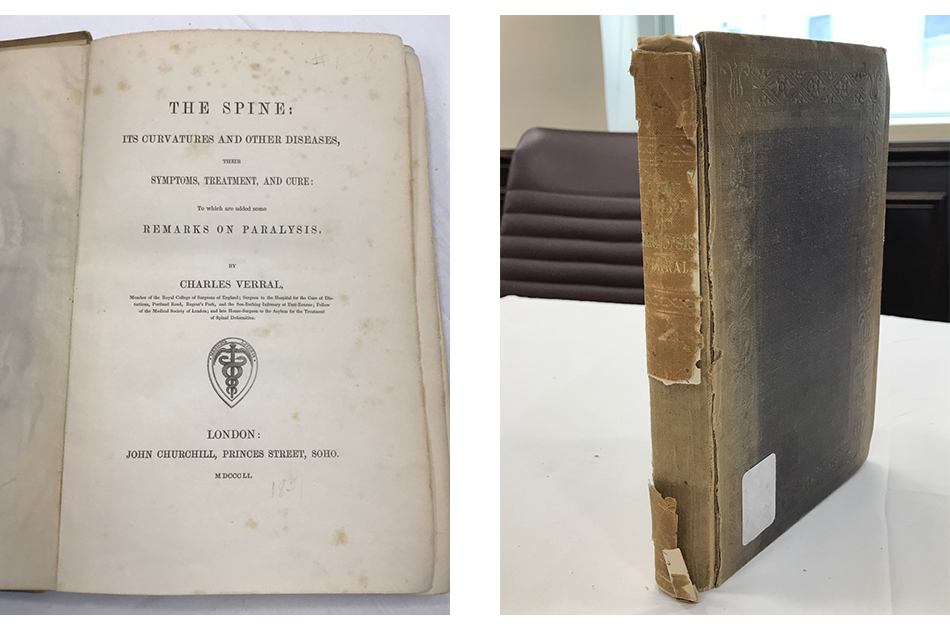 THE SPINE:
ITS CURVATURES AND OTHER DISEASES,
THEIR
SYMPTOMS, TREATMENT, AND CURE:
To which are added some
REMARKS ON PARALYSIS.
BY
CHARLES VERRAL,
Member of the Royal College of Surgeons of England; Surgeon to the Hospital for the Cure of Dis-
tortions, Portland Road, Regent's Park, and the Sea-Bathing Infirmary at East-Bourne; Fellow
of the Medical Society of London; and late House-Surgeon to the Asylum for the Treatment
of Spinal Deformities.
LONDON:
JOHN CHURCHILL, PRINCES STREET, SOHO.
MDCCCLI.
VERRAL